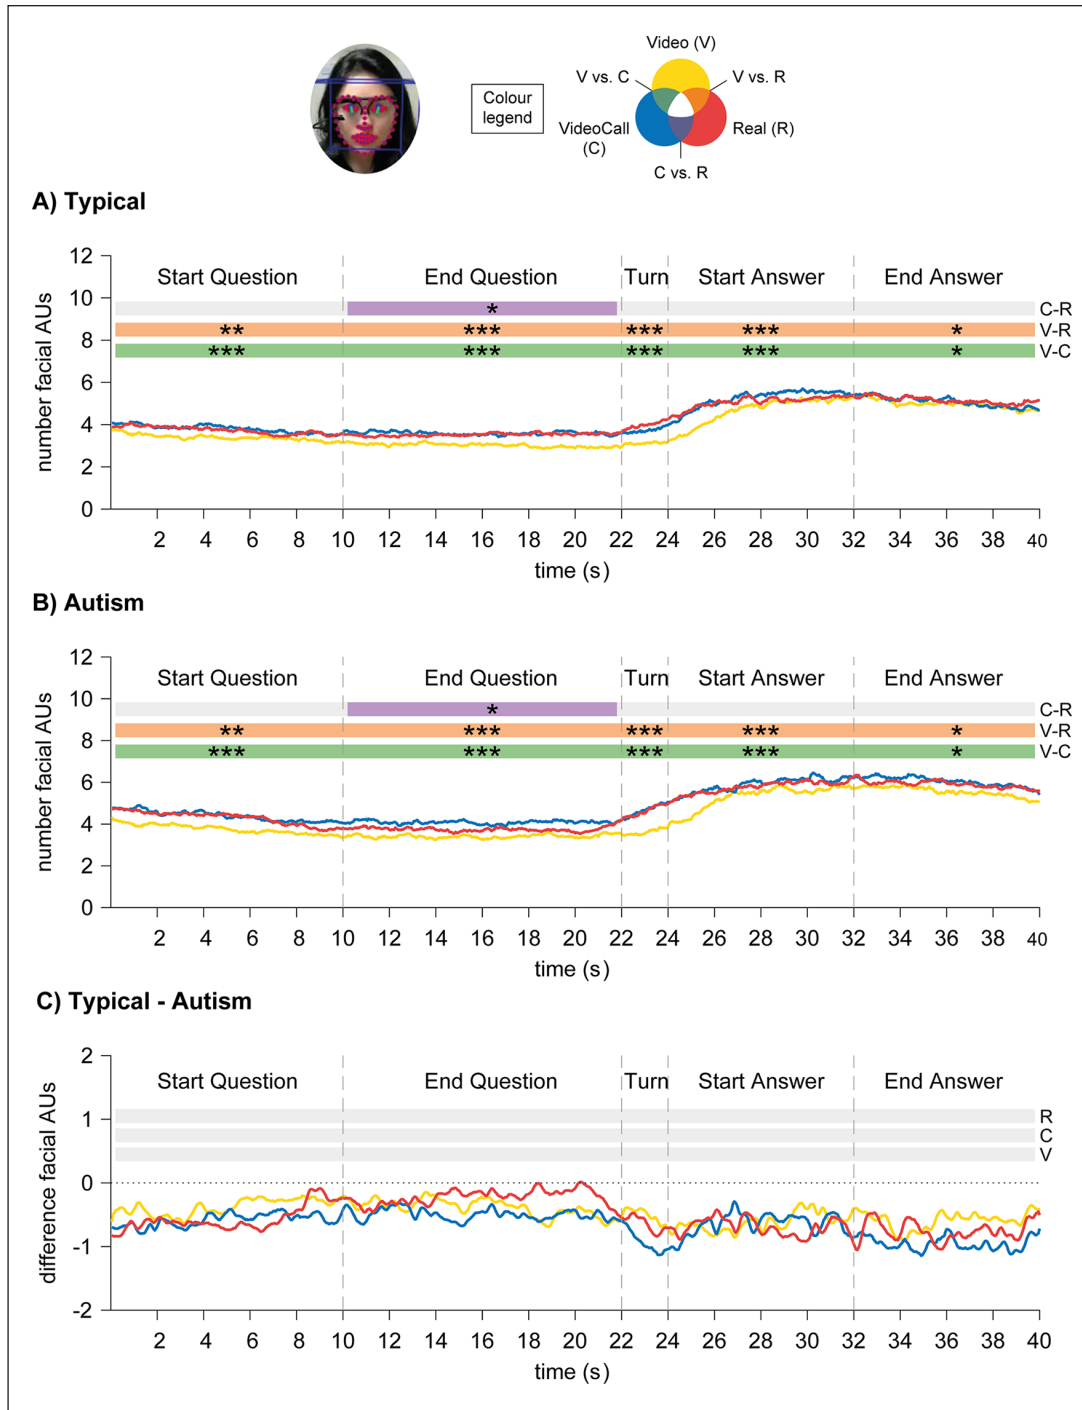 Video (V)
V vs. C
V vs. R
Colour
legend
VideoCall
(C)
Real (R)
C vs. R
A) Typical
number facial AUs
12
10
8
6
4
2
0
Start Question
End Question
Turn
Start Answer
End Answer
*
C-R
** *** *** *** *
V-R
*** *** *** *** *
V-C
2 4 6 8 10 12 14 16 18 20 22 24 26 28 30 32 34 36 38 40
time (s)
B) Autism
number facial AUs
12
10
8
6
4
2
0
Start Question
End Question
Turn
Start Answer
End Answer
*
C-R
** *** *** *** *
V-R
*** *** *** *** *
V-C
2 4 6 8 10 12 14 16 18 20 22 24 26 28 30 32 34 36 38 40
time (s)
C) Typical - Autism
difference facial AUs
2
1
0
-1
-2
Start Question
End Question
Turn
Start Answer
End Answer
R
C
V
2 4 6 8 10 12 14 16 18 20 22 24 26 28 30 32 34 36 38 40
time (s)